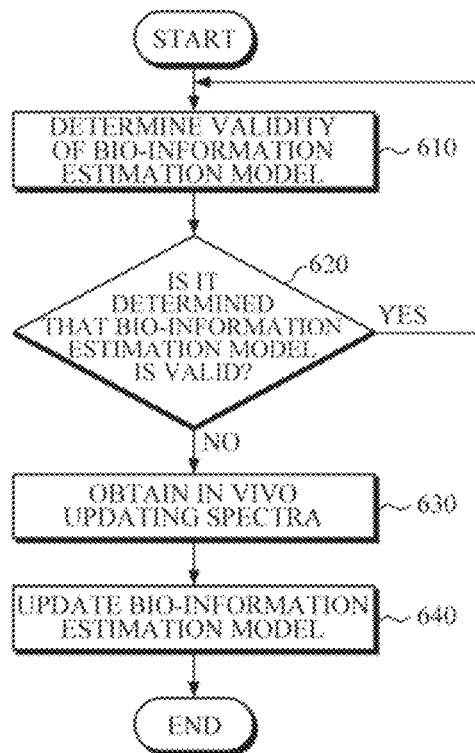 START
DETERMINE VALIDITY
OF BIO-INFORMATION
ESTIMATION MODEL
610
620
IS IT
DETERMINED
THAT BIO-INFORMATION
ESTIMATION MODEL
IS VALID?
YES
NO
OBTAIN IN VIVO
UPDATING SPECTRA
630
UPDATE BIO-INFORMATION
ESTIMATION MODEL
640
END